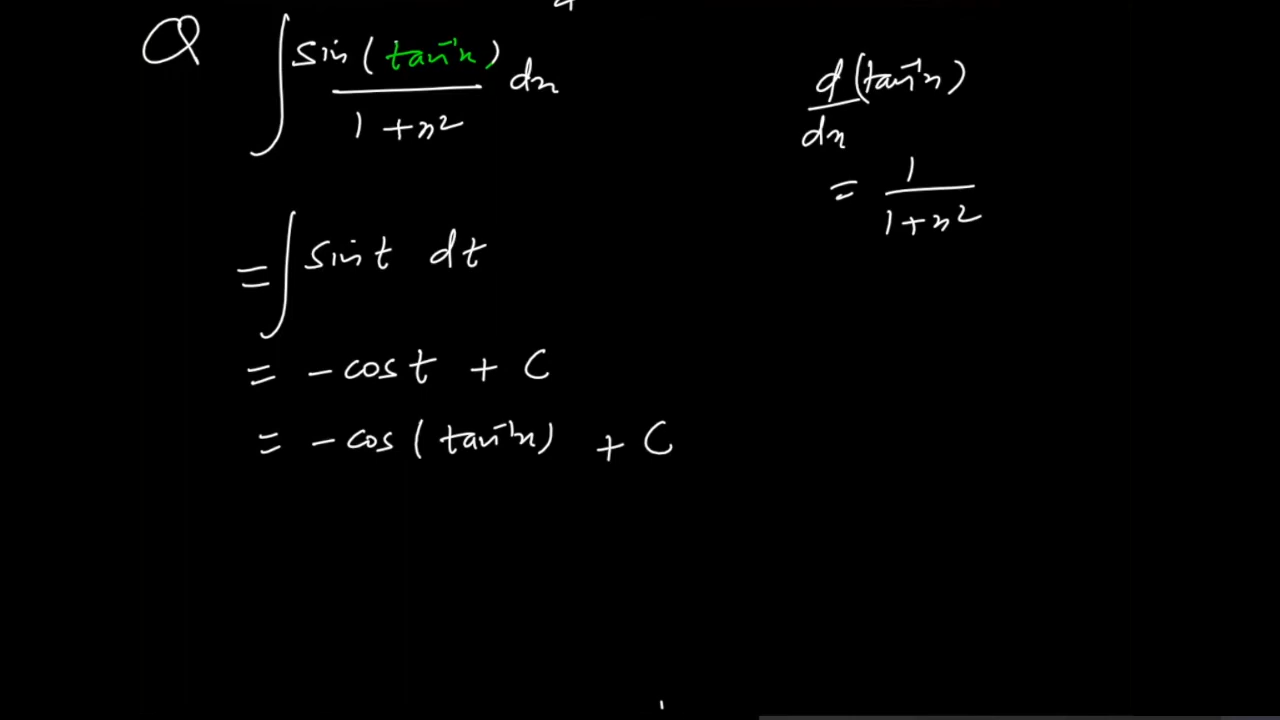 Q ∫ sin(tan⁻¹x) / 1+x² dx
= ∫ sin t dt
= -cos t + C
= -cos(tan⁻¹x) + C
d/dx (tan⁻¹x)
= 1 / 1+x²